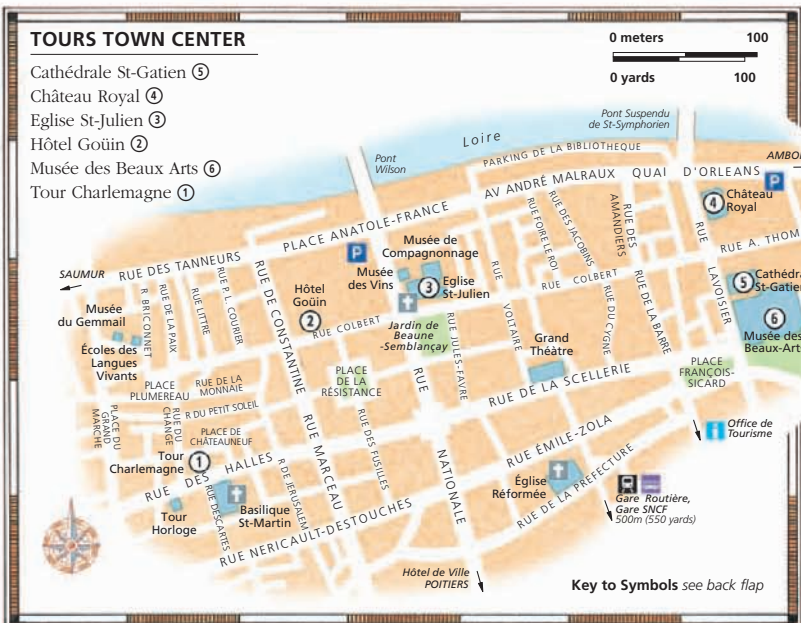 TOURS TOWN CENTER
Cathédrale St-Gatien ⑤
Château Royal ④
Eglise St-Julien ③
Hôtel Goüin ②
Musée des Beaux Arts ⑥
Tour Charlemagne ①
0 meters 100
0 yards 100
Pont Suspendu
de St-Symphorien
Loire
Pont
Wilson
PARKING DE LA BIBLIOTHEQUE
AV ANDRÉ MALRAUX
QUAI D'ORLEANS
P
④
Château
Royal
PLACE ANATOLE-FRANCE
P
SAUMUR
RUE DES TANNEURS
RUE DE CONSTANTINE
Musée de
Compagnonnage
Musée
des Vins
③
Eglise
St-Julien
RUE
VOLTAIRE
RUE FOIRE LE ROI
RUE DES JACOBINS
RUE DES
AMANDIERS
RUE COLBERT
RUE DU CYGNE
RUE DE LA BARRE
RUE
LAVOISIER
RUE A. THOM
⑤
⑥
Hôtel
Goüin
②
RUE COLBERT
Jardin de
Beaune
-Semblançay
RUE JULES-FAVRE
Grand
Théâtre
RUE DE LA SCELLERIE
PLACE
FRANÇOIS-
SICARD
Musée
du Gemmail
R BRICONNET
RUE DE LA PAIX
RUE LITTRE
RUE P. L. COURIER
Écoles des
Langues
Vivants
PLACE
PLUMEREAU
RUE DE LA
MONNAIE
PLACE
DE LA
RÉSISTANCE
R DU PETIT SOLEIL
PLACE DU
GRAND
MARCHE
RUE DU
CHANGE
PLACE DE
CHÂTEAUNEUF
Tour
Charlemagne
①
RUE DES HALLES
RUE MARCEAU
RUE DES FUSILLES
RUE
NATIONALE
RUE ÉMILE-ZOLA
Office de
Tourisme
Tour
Horloge
RUE DESCARTES
Basilique
St-Martin
R DE JERUSALEM
RUE NERICAULT-DESTOUCHES
Église
Réformée
RUE DE LA PREFECTURE
Gare Routière,
Gare SNCF
500m (550 yards)
Hôtel de Ville
POITIERS
Key to Symbols see back flap